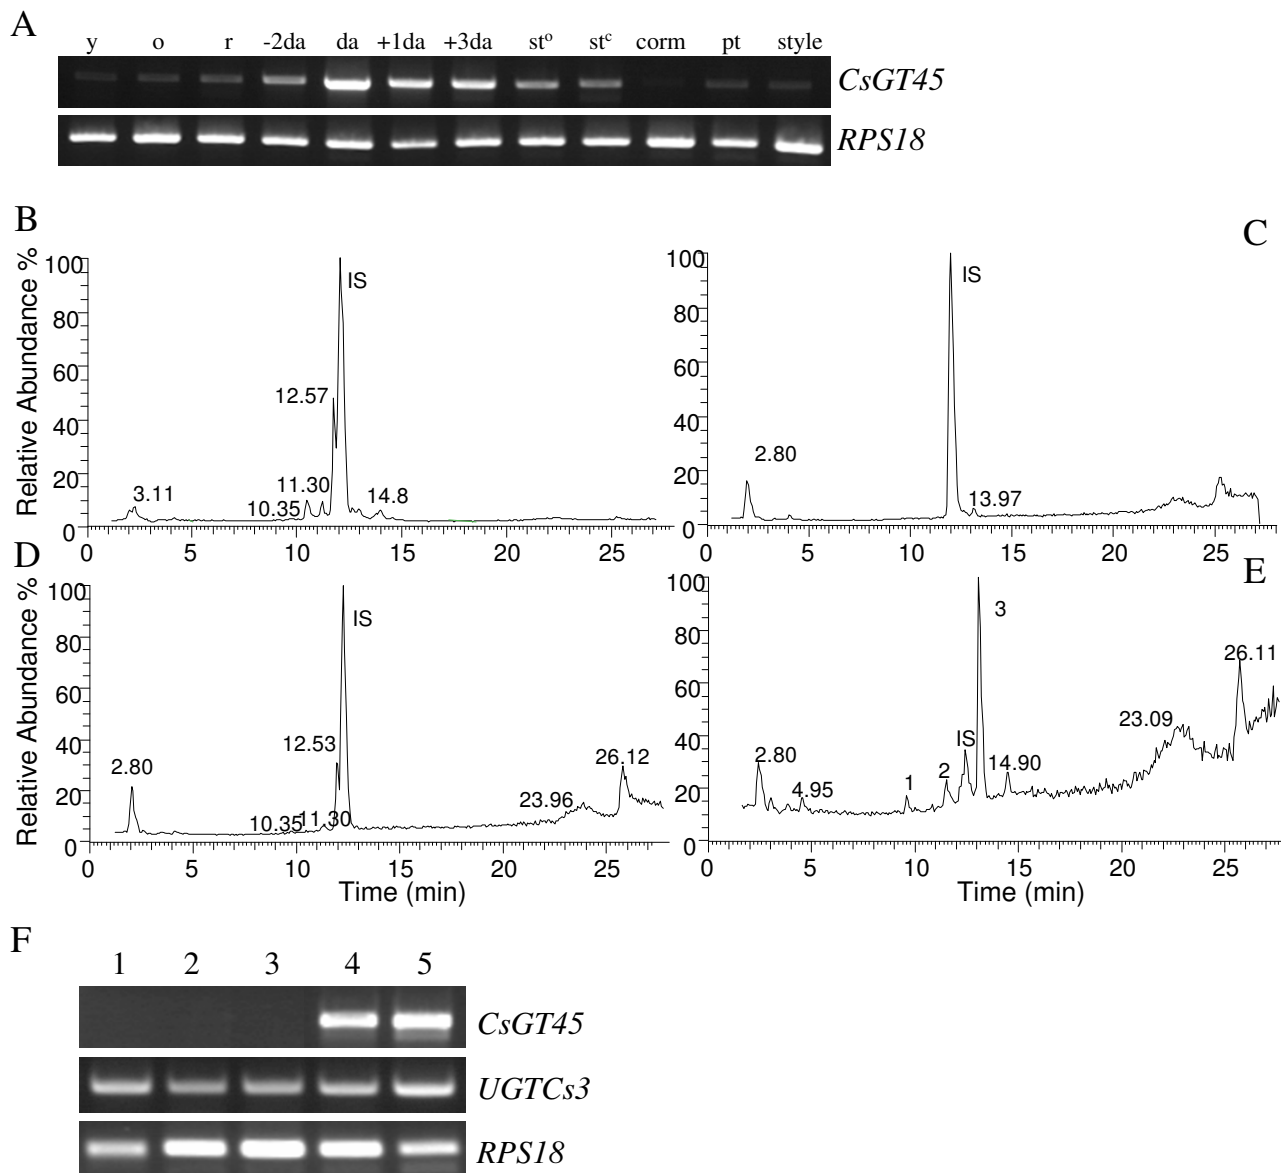 A
y o r -2da da +1da +3da stᵒ stᶜ corm pt style
CsGT45
RPS18
B
Relative Abundance %
100
80
60
40
20
0
IS
12.57
3.11
10.35
11.30
14.8
0 5 10 15 20 25
C
100
80
60
40
20
0
IS
2.80
13.97
0 5 10 15 20 25
D
Relative Abundance %
100
80
60
40
20
0
IS
12.53
2.80
10.35
11.30
23.96
26.12
0 5 10 15 20 25
Time (min)
E
100
80
60
40
20
0
3
IS
2.80
4.95
1
2
14.90
23.09
26.11
0 5 10 15 20 25
Time (min)
F
1 2 3 4 5
CsGT45
UGTCs3
RPS18